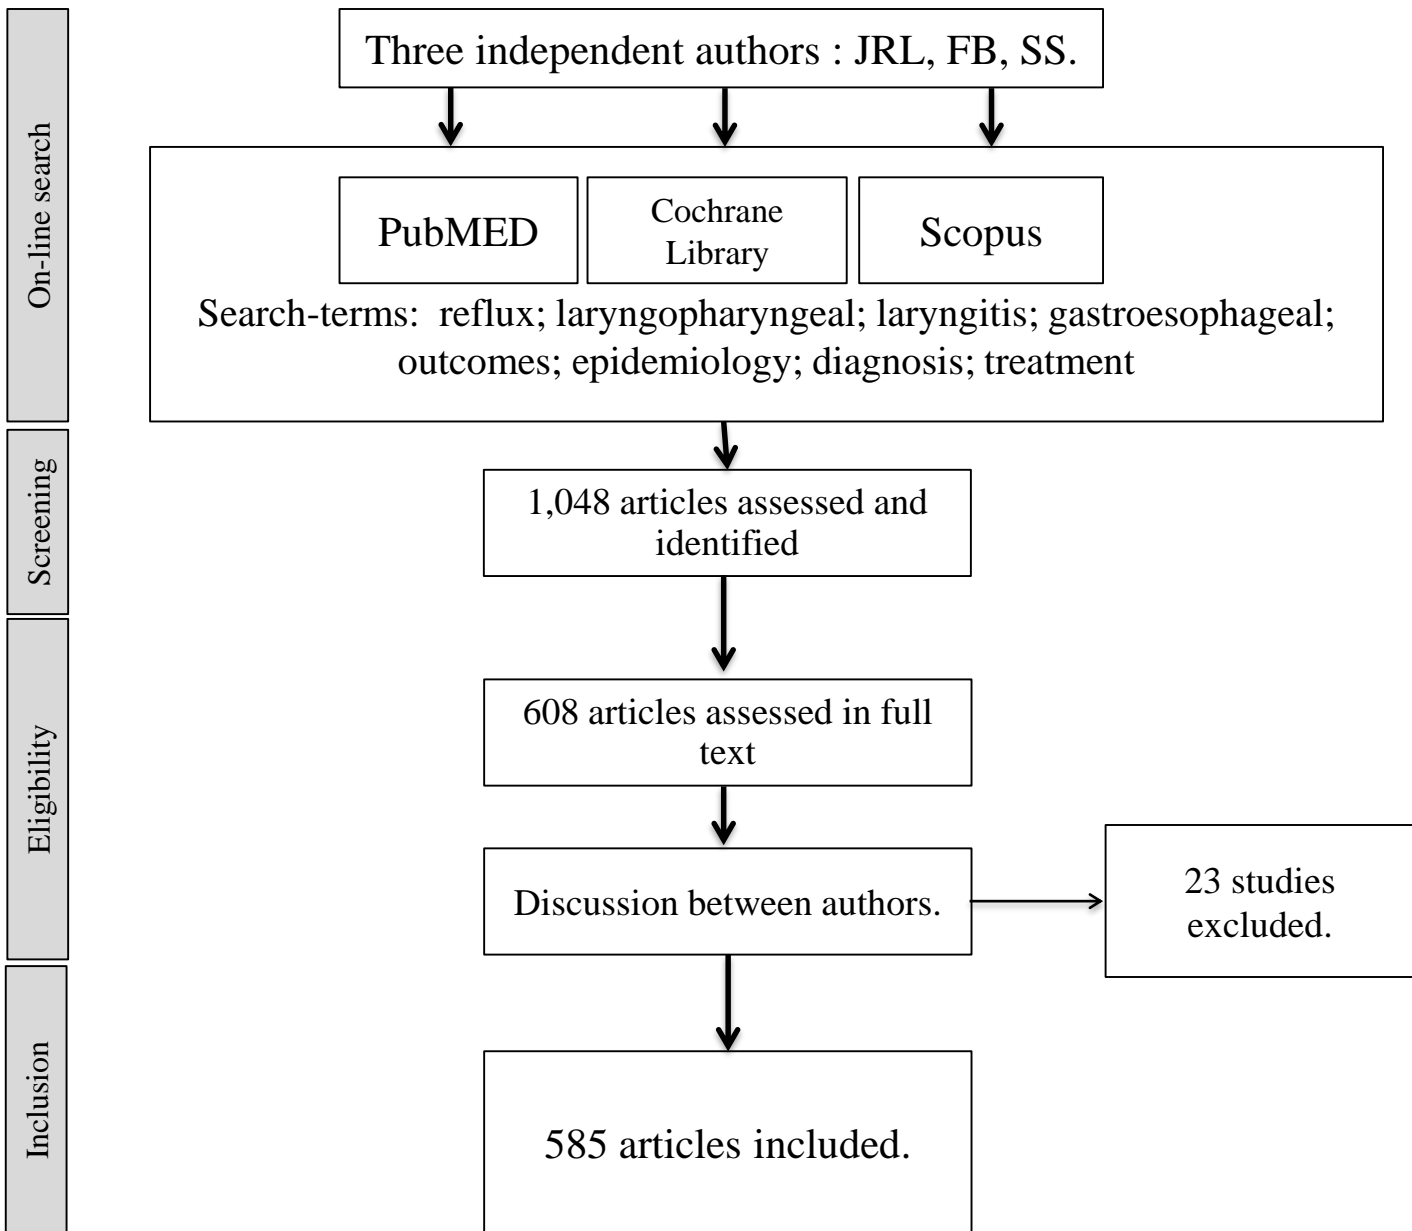 On-line search
Three independent authors : JRL, FB, SS.
PubMED
Cochrane
Library
Scopus
Search-terms: reflux; laryngopharyngeal; laryngitis; gastroesophageal;
outcomes; epidemiology; diagnosis; treatment
Screening
1,048 articles assessed and
identified
Eligibility
608 articles assessed in full
text
Discussion between authors.
23 studies
excluded.
Inclusion
585 articles included.